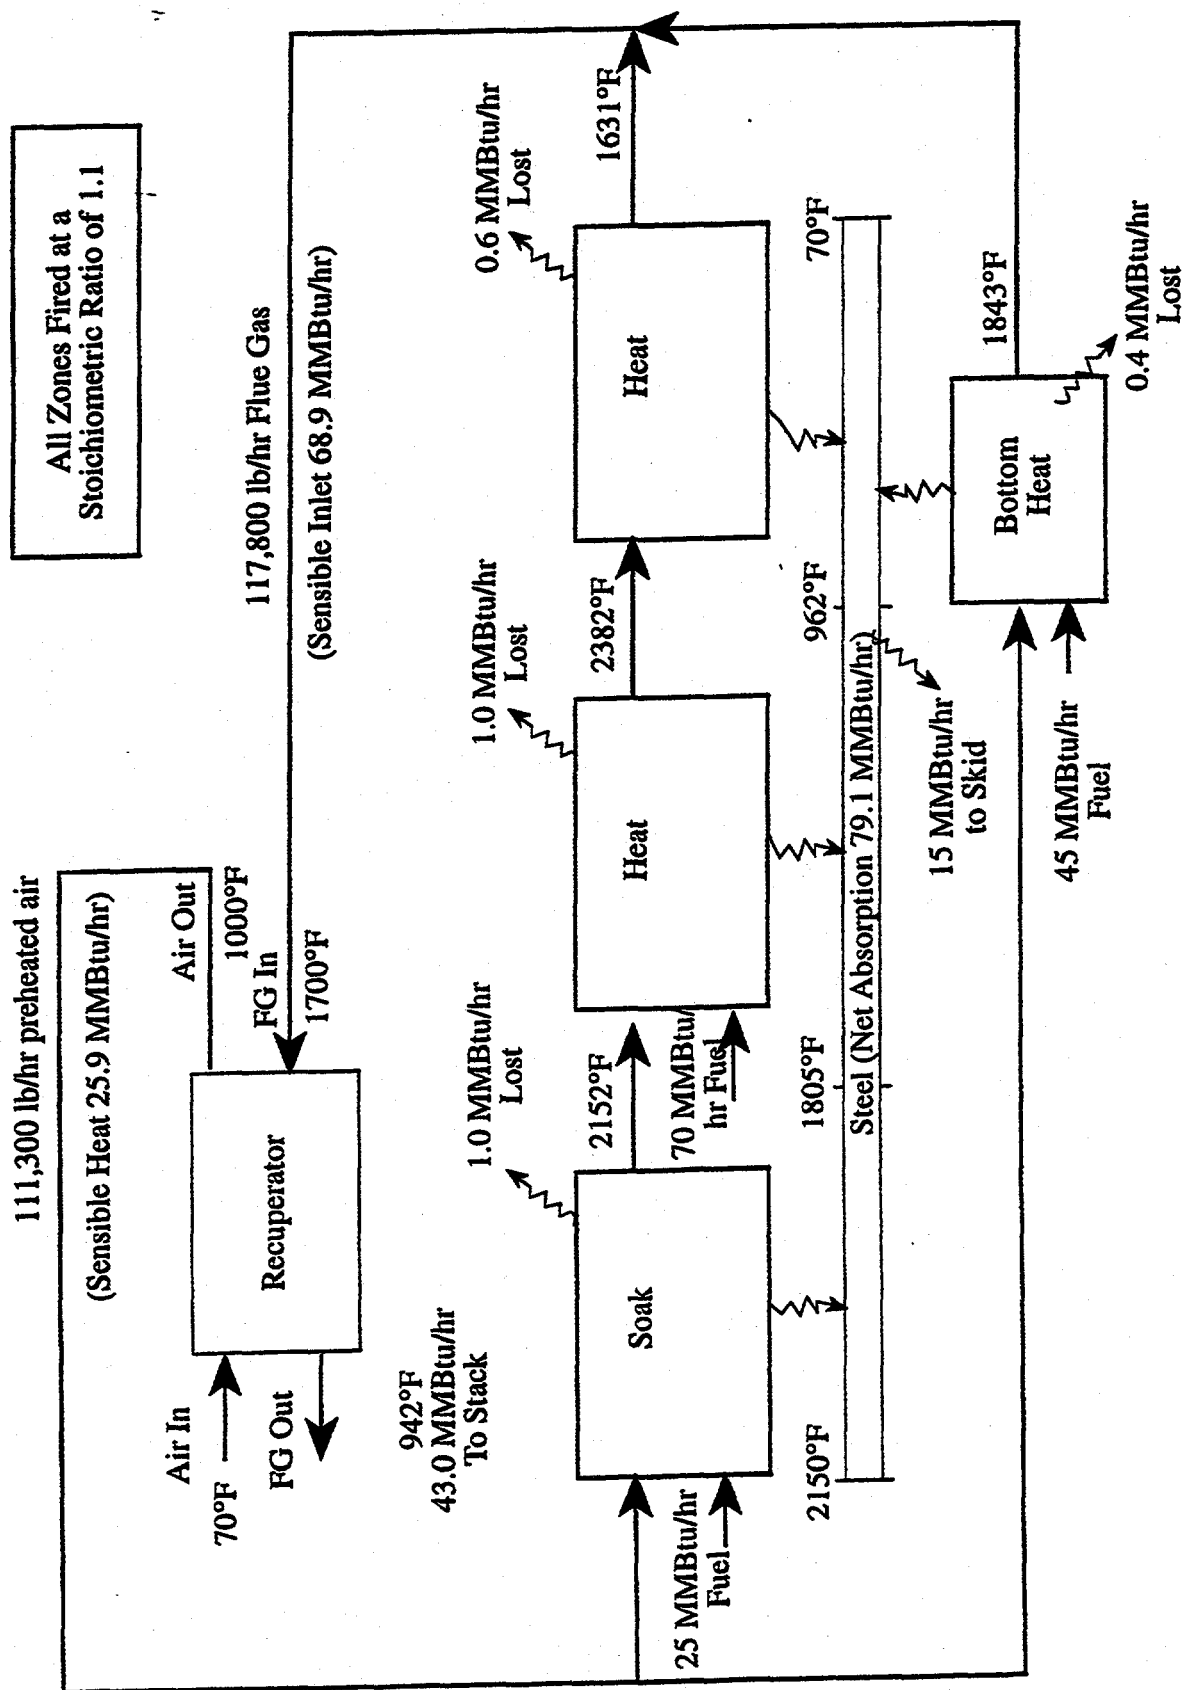 All Zones Fired at a
Stoichiometric Ratio of 1.1
111,300 lb/hr preheated air
(Sensible Heat 25.9 MMBtu/hr)
Air Out
1000°F
FG In
1700°F
117,800 lb/hr Flue Gas
(Sensible Inlet 68.9 MMBtu/hr)
Air In
70°F
FG Out
Recuperator
942°F
43.0 MMBtu/hr
To Stack
1.0 MMBtu/hr
Lost
1.0 MMBtu/hr
Lost
0.6 MMBtu/hr
Lost
Soak
2152°F
Heat
2382°F
Heat
1631°F
25 MMBtu/hr
Fuel
70 MMBtu/
hr Fuel
2150°F
1805°F
962°F
70°F
Steel (Net Absorption 79.1 MMBtu/hr)
15 MMBtu/hr
to Skid
45 MMBtu/hr
Fuel
Bottom
Heat
1843°F
0.4 MMBtu/hr
Lost